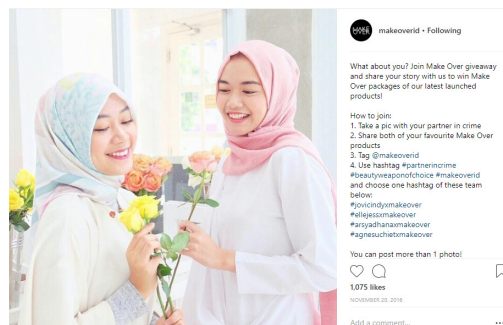 MAKE
OVER
makeoverid • Following
What about you? Join Make Over giveaway
and share your story with us to win Make
Over packages of our latest launched
products!
How to join:
1. Take a pic with your partner in crime
2. Share both of your favourite Make Over
products
3. Tag @makeoverid
4. Use hashtag #partnerincrime
#beautyweaponofchoice #makeoverid
and choose one hashtag of these team
below:
#jovicindyxmakeover
#ellejessxmakeover
#arsyadhanaxmakeover
#agnesuchietxmakeover
You can post more than 1 photo!
1,075 likes
NOVEMBER 20, 2018
Add a comment...